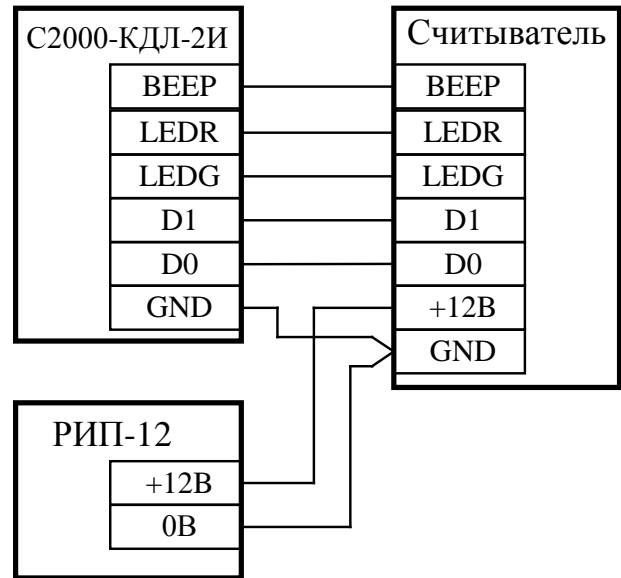 С2000-КДЛ-2И
BEEP
LEDR
LEDG
D1
D0
GND
Считыватель
BEEP
LEDR
LEDG
D1
D0
+12В
GND
РИП-12
+12В
0В